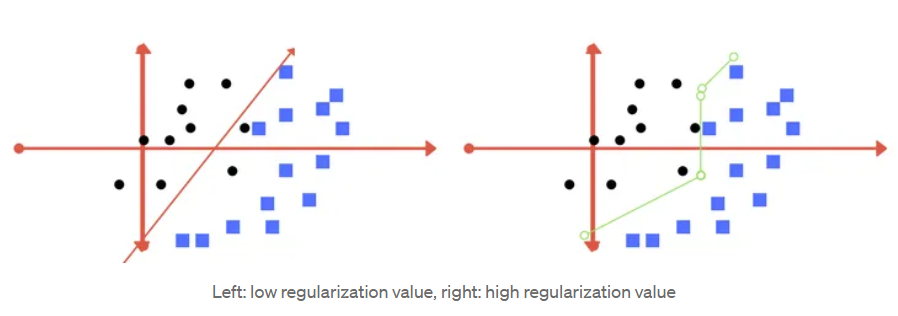 Left: low regularization value, right: high regularization value